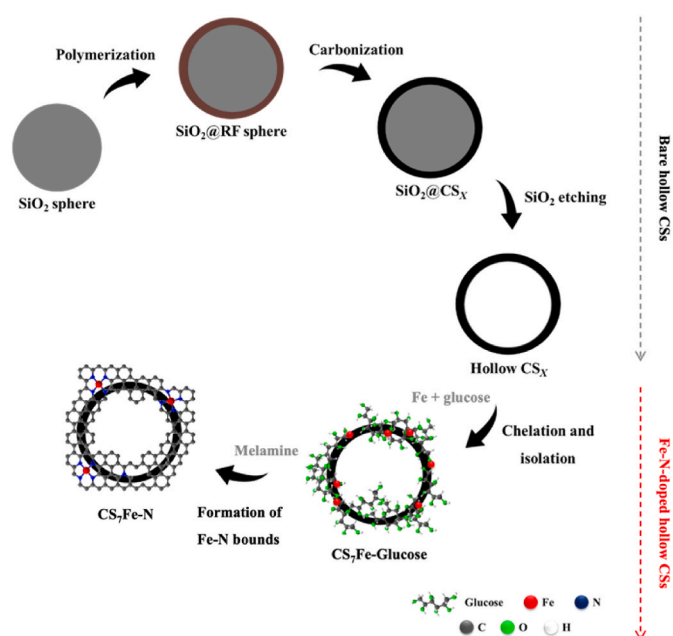 Polymerization
SiO₂ sphere
SiO₂@RF sphere
Carbonization
SiO₂@CSX
SiO₂ etching
Hollow CSX
Bare hollow CSs
Fe + glucose
Chelation and
isolation
CS₇Fe-Glucose
Melamine
Formation of
Fe-N bounds
CS₇Fe-N
Fe-N-doped hollow CSs
Glucose
Fe
N
C
O
H